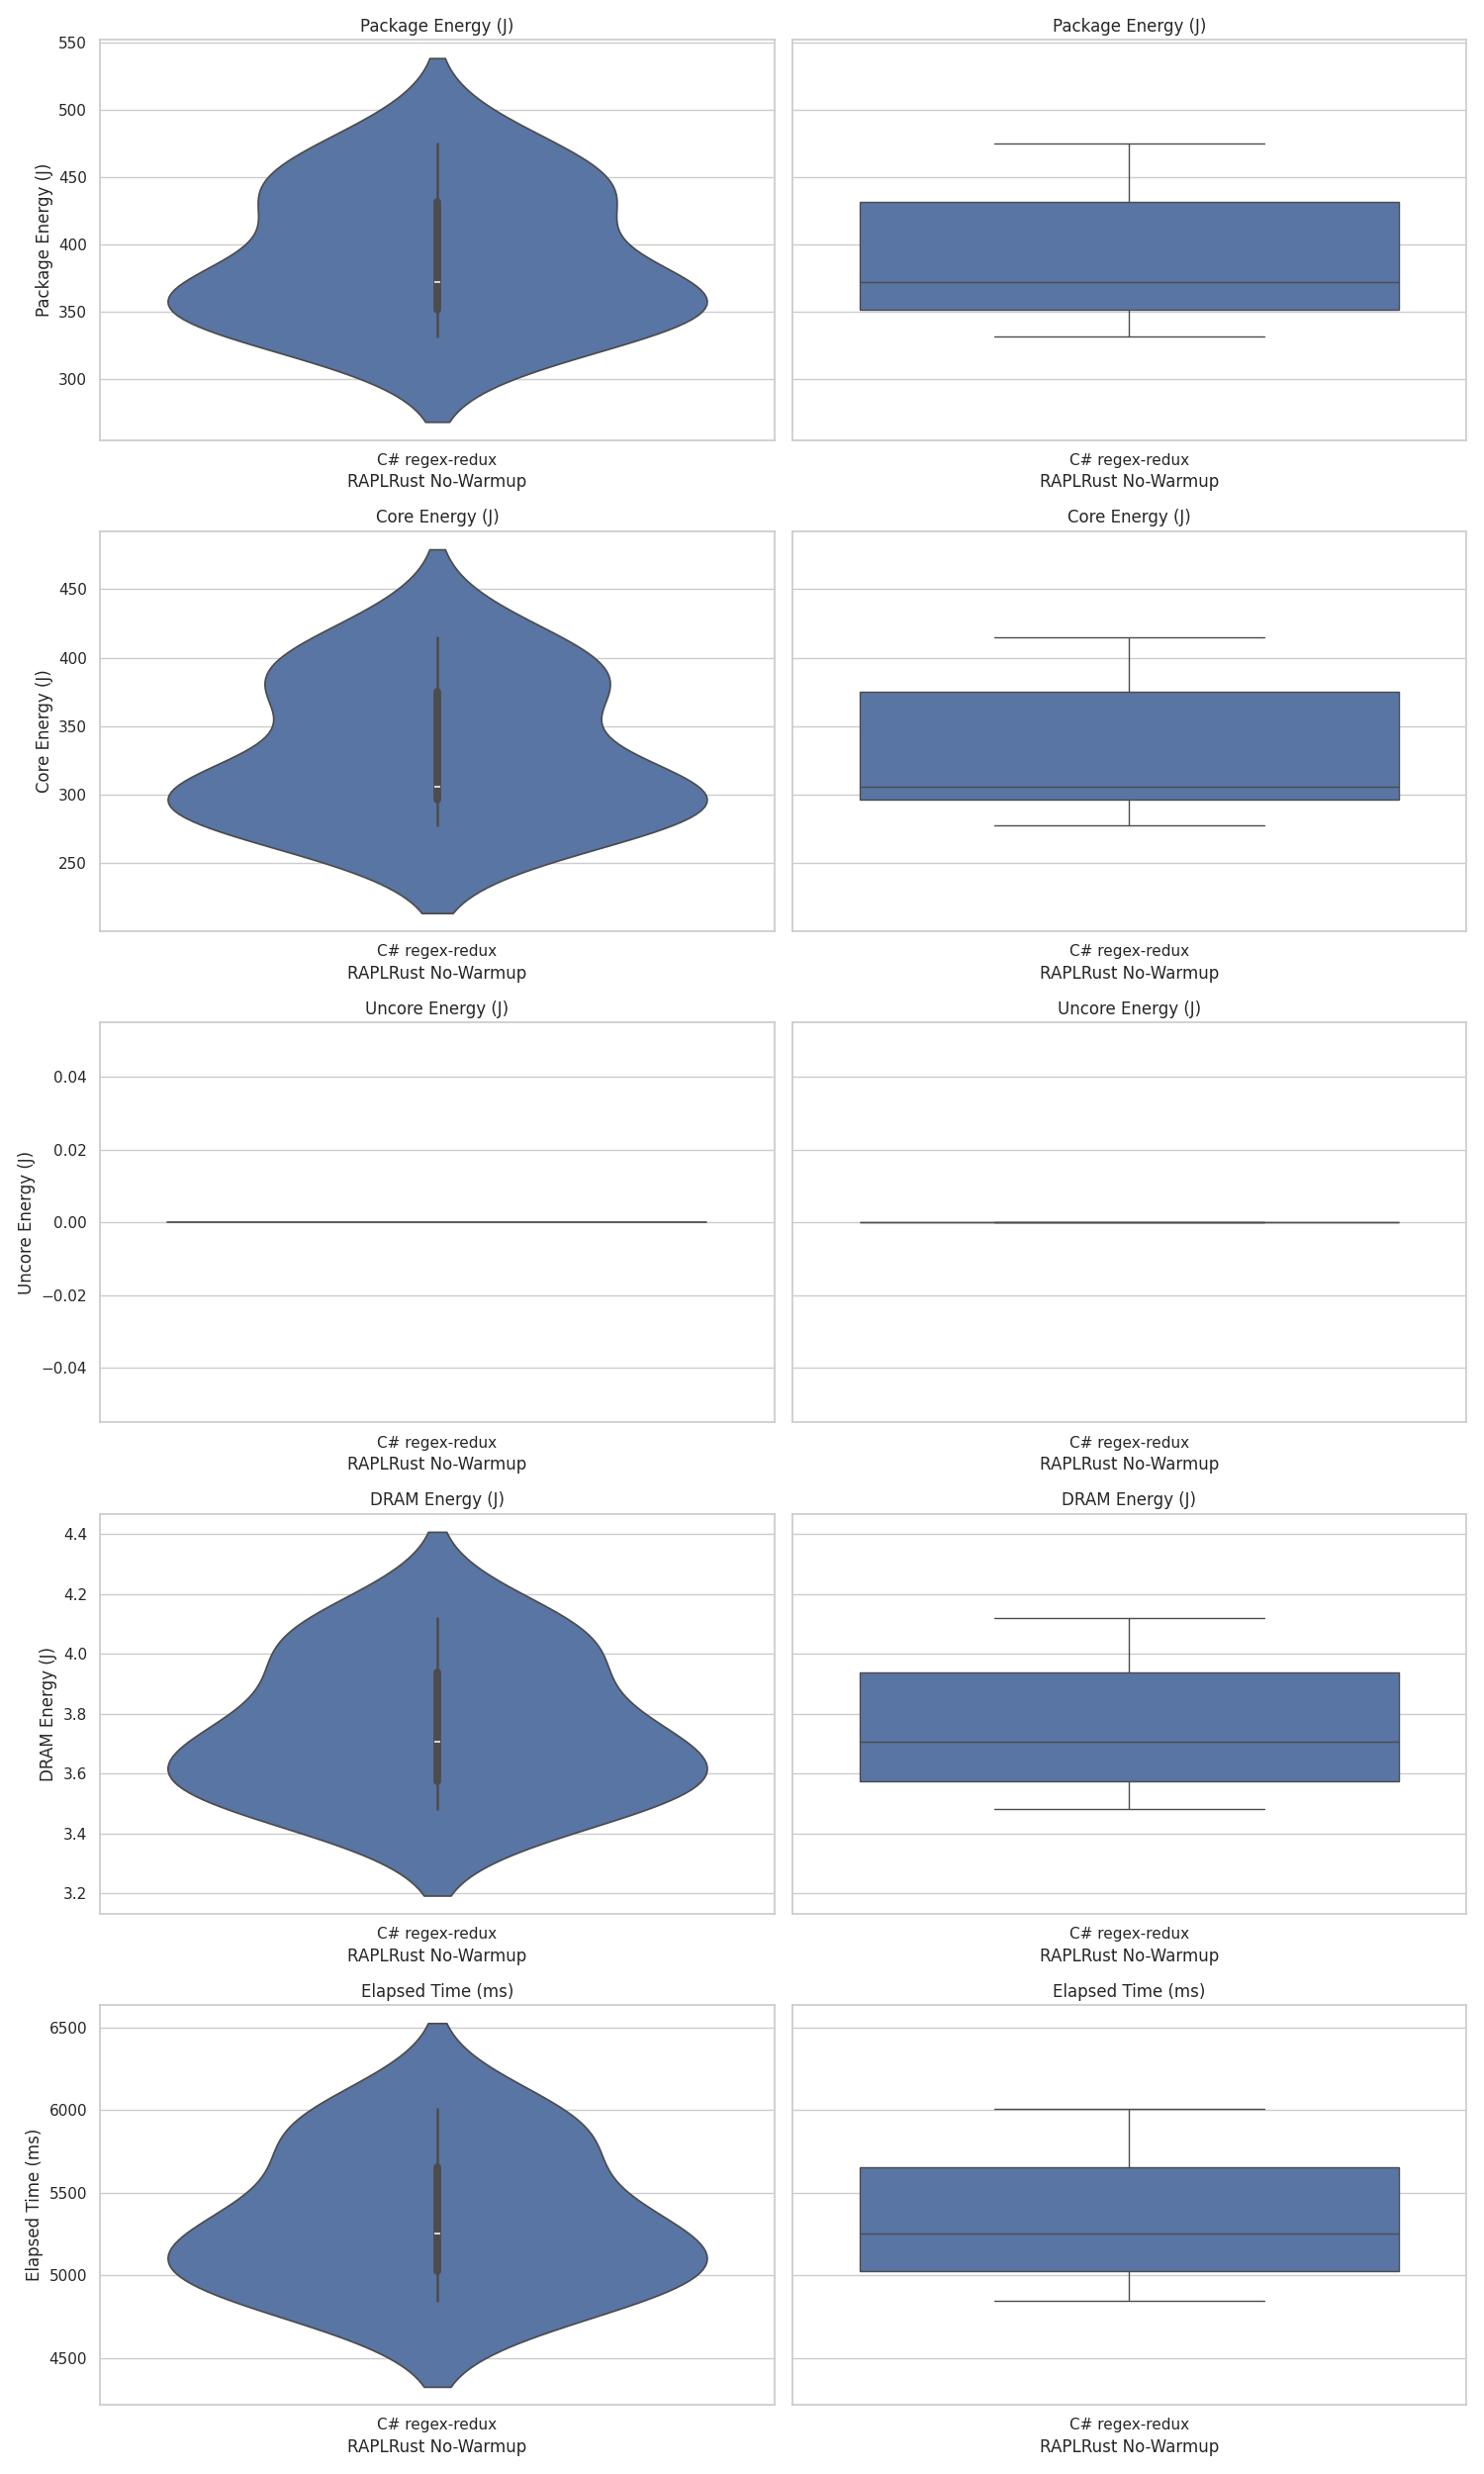 Package Energy (J)
Package Energy (J)
550
500
450
400
350
300
Package Energy (J)
C# regex-redux
C# regex-redux
RAPLRust No-Warmup
RAPLRust No-Warmup
Core Energy (J)
Core Energy (J)
450
400
350
300
250
Core Energy (J)
C# regex-redux
C# regex-redux
RAPLRust No-Warmup
RAPLRust No-Warmup
Uncore Energy (J)
Uncore Energy (J)
0.04
0.02
0.00
−0.02
−0.04
Uncore Energy (J)
C# regex-redux
C# regex-redux
RAPLRust No-Warmup
RAPLRust No-Warmup
DRAM Energy (J)
DRAM Energy (J)
4.4
4.2
4.0
3.8
3.6
3.4
3.2
DRAM Energy (J)
C# regex-redux
C# regex-redux
RAPLRust No-Warmup
RAPLRust No-Warmup
Elapsed Time (ms)
Elapsed Time (ms)
6500
6000
5500
5000
4500
Elapsed Time (ms)
C# regex-redux
C# regex-redux
RAPLRust No-Warmup
RAPLRust No-Warmup